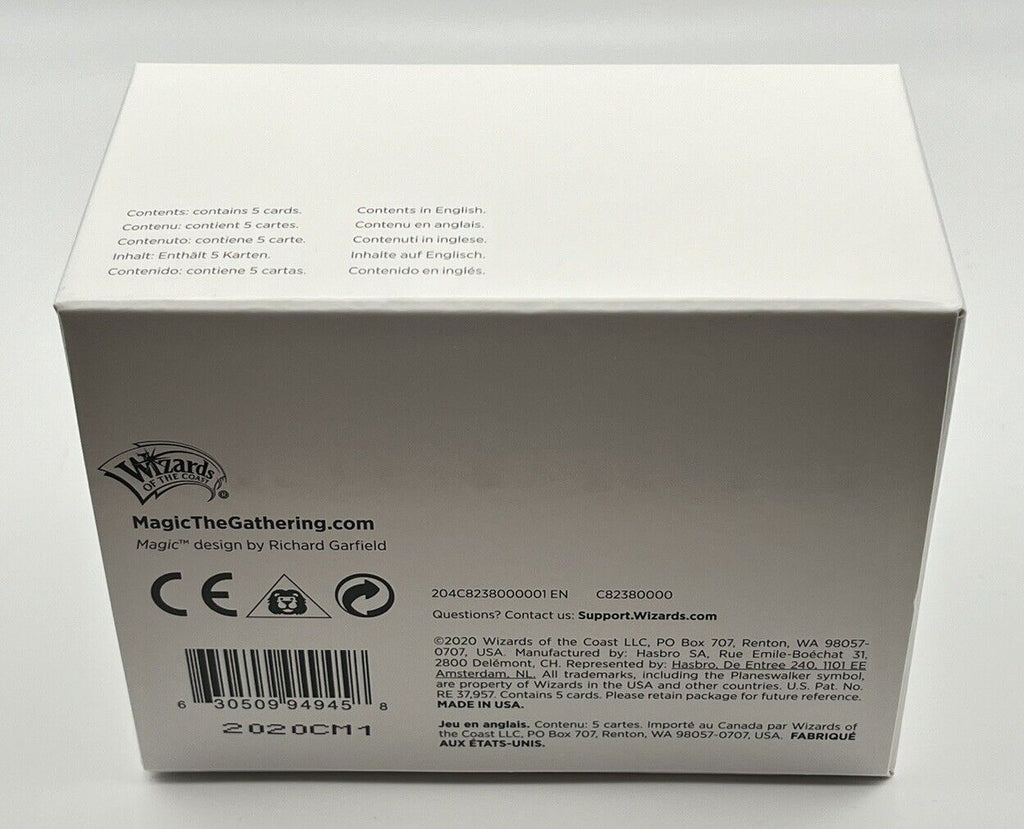 Contents: contains 5 cards.
Contenu: contient 5 cartes.
Contenuto: contiene 5 carte.
Inhalt: Enthält 5 Karten.
Contenido: contiene 5 cartas.
Contents in English.
Contenu en anglais.
Contenuti in inglese.
Inhalte auf Englisch.
Contenido en inglés.
Wizards
OF THE COAST
®
MagicTheGathering.com
Magic™ design by Richard Garfield
CE
6 30509 94945 8
2020CM1
204C8238000001 EN C82380000
Questions? Contact us: Support.Wizards.com
©2020 Wizards of the Coast LLC, PO Box 707, Renton, WA 98057-
0707, USA. Manufactured by: Hasbro SA, Rue Emile-Boéchat 31,
2800 Delémont, CH. Represented by: Hasbro, De Entree 240, 1101 EE
Amsterdam, NL. All trademarks, including the Planeswalker symbol,
are property of Wizards in the USA and other countries. U.S. Pat. No.
RE 37,957. Contains 5 cards. Please retain package for future reference.
MADE IN USA.
Jeu en anglais. Contenu: 5 cartes. Importé au Canada par Wizards of
the Coast LLC, PO Box 707, Renton, WA 98057-0707, USA. FABRIQUÉ
AUX ÉTATS-UNIS.